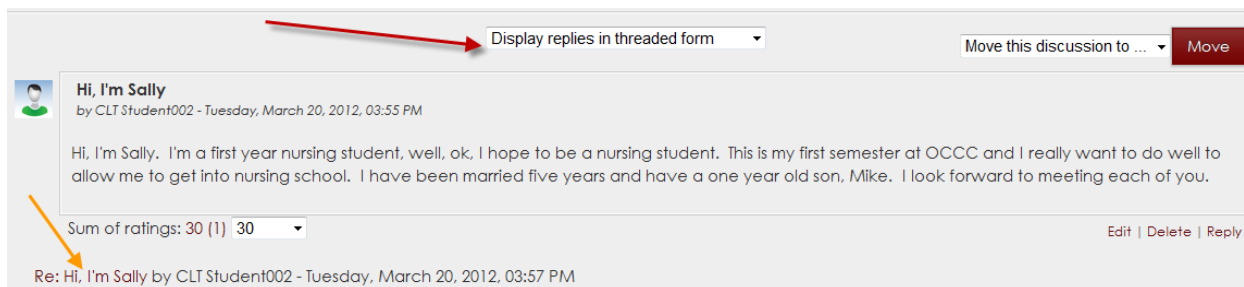 Display replies in threaded form
Move this discussion to ... Move
Hi, I'm Sally
by CLT Student002 - Tuesday, March 20, 2012, 03:55 PM
Hi, I'm Sally.  I'm a first year nursing student, well, ok, I hope to be a nursing student.  This is my first semester at OCCC and I really want to do well to
allow me to get into nursing school.  I have been married five years and have a one year old son, Mike.  I look forward to meeting each of you.
Sum of ratings: 30 (1) 30
Edit | Delete | Reply
Re: Hi, I'm Sally by CLT Student002 - Tuesday, March 20, 2012, 03:57 PM